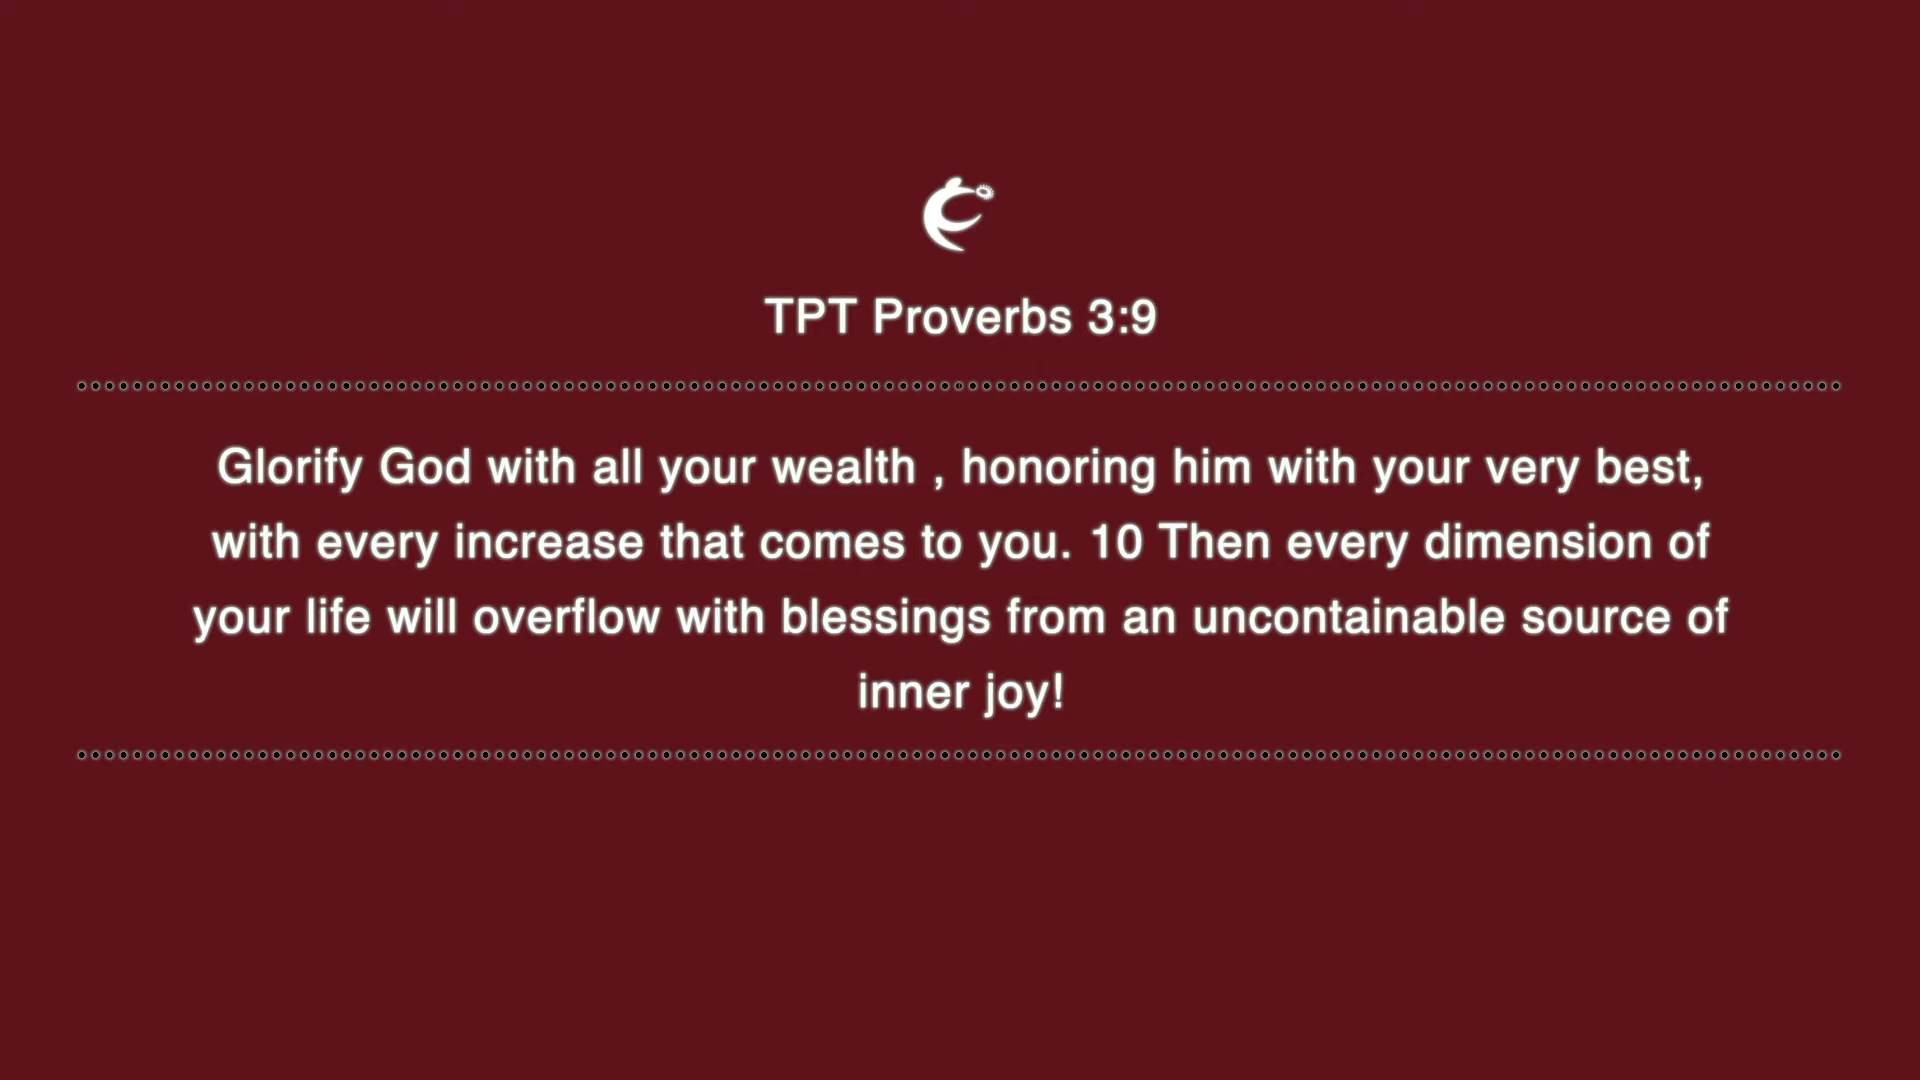 TPT Proverbs 3:9
Glorify God with all your wealth , honoring him with your very best,
with every increase that comes to you. 10 Then every dimension of
your life will overflow with blessings from an uncontainable source of
inner joy!